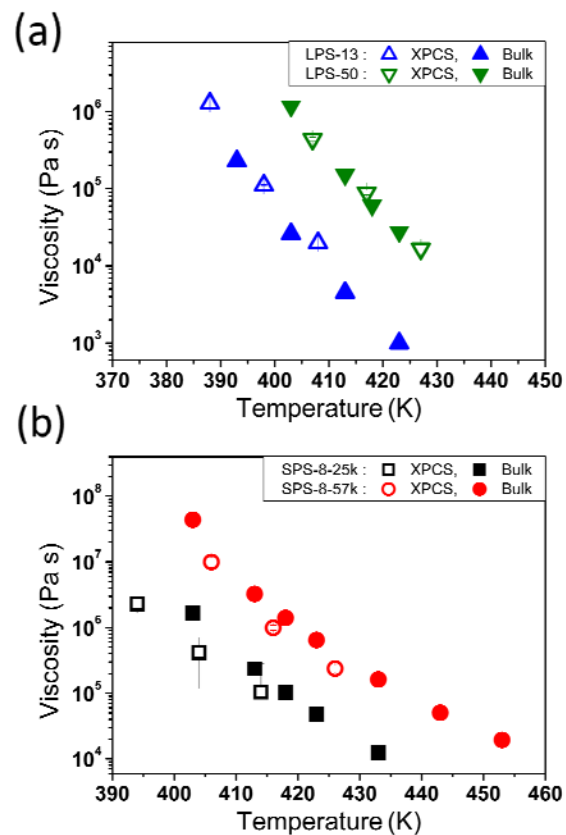 (a)
LPS-13 : XPCS, Bulk
LPS-50 : XPCS, Bulk
10^6
10^5
10^4
10^3
Viscosity (Pa s)
370 380 390 400 410 420 430 440 450
Temperature (K)
(b)
SPS-8-25k : XPCS, Bulk
SPS-8-57k : XPCS, Bulk
10^8
10^7
10^6
10^5
10^4
Viscosity (Pa s)
390 400 410 420 430 440 450 460
Temperature (K)